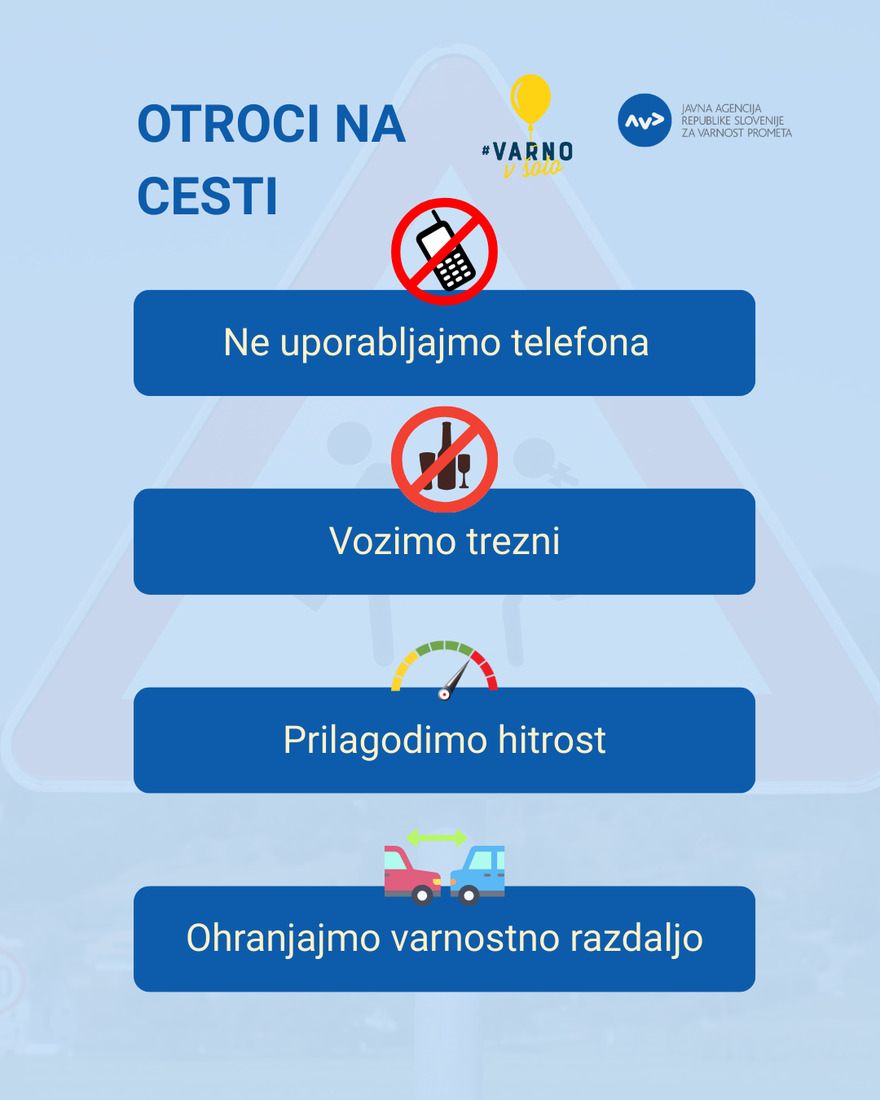 OTROCI NA
CESTI
#VARNO
v šolo
JAVNA AGENCIJA
REPUBLIKE SLOVENIJE
ZA VARNOST PROMETA
Ne uporabljajmo telefona
Vozimo trezni
Prilagodimo hitrost
Ohranjajmo varnostno razdaljo